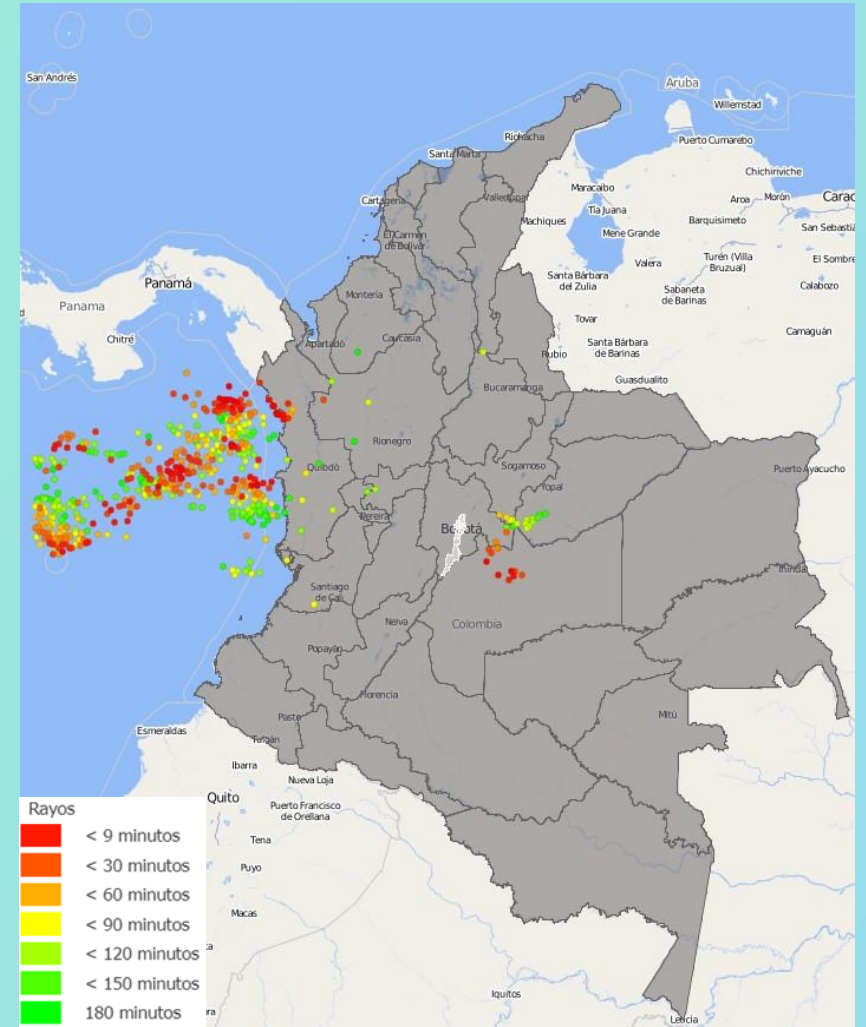 San Andrés
Aruba
Willemstad
Riohacha
Puerto Cumarebo
Santa Marta
Chichiriviche
Maracaibo
Cartagena
Valledupar
Aroa
Morón
Carac
Tía Juana
Machiques
Barquisimeto
San Sebastiá
El Carmen
de Bolívar
Mene Grande
Valera
Turén (Villa
Bruzual)
El Sombre
Panamá
Santa Bárbara
del Zulia
Sabaneta
de Barinas
Calabozo
Panama
Montería
Tovar
Chitré
Apartadó
Caucasia
Santa Bárbara
de Barinas
Camaguán
Rubio
Guasdualito
Bucaramanga
Rionegro
Quibdó
Sogamoso
Puerto Ayacucho
Yopal
Pereira
Bogotá
Inírida
Santiago
de Cali
Neiva
Colombia
Popayán
Florencia
Mitú
Pasto
Esmeraldas
Tulcán
Ibarra
Nueva Loja
Quito
Puerto Francisco
de Orellana
Tena
Puyo
Macas
Iquitos
Leticia
Rayos
< 9 minutos
< 30 minutos
< 60 minutos
< 90 minutos
< 120 minutos
< 150 minutos
180 minutos